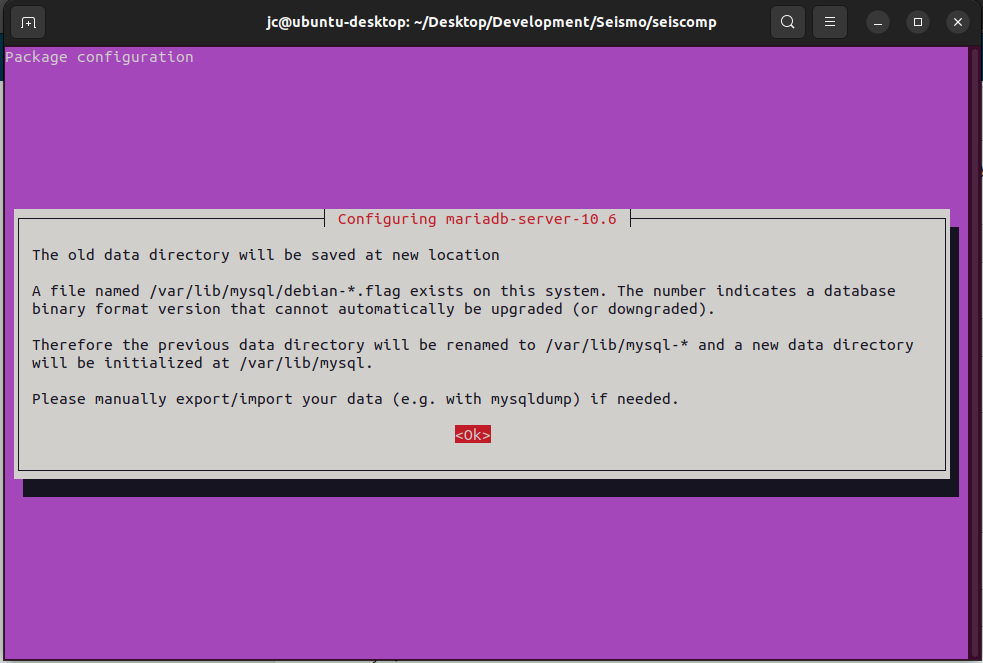 jc@ubuntu-desktop: ~/Desktop/Development/Seismo/seiscomp
Package configuration
Configuring mariadb-server-10.6
The old data directory will be saved at new location
A file named /var/lib/mysql/debian-*.flag exists on this system. The number indicates a database
binary format version that cannot automatically be upgraded (or downgraded).
Therefore the previous data directory will be renamed to /var/lib/mysql-* and a new data directory
will be initialized at /var/lib/mysql.
Please manually export/import your data (e.g. with mysqldump) if needed.
<Ok>